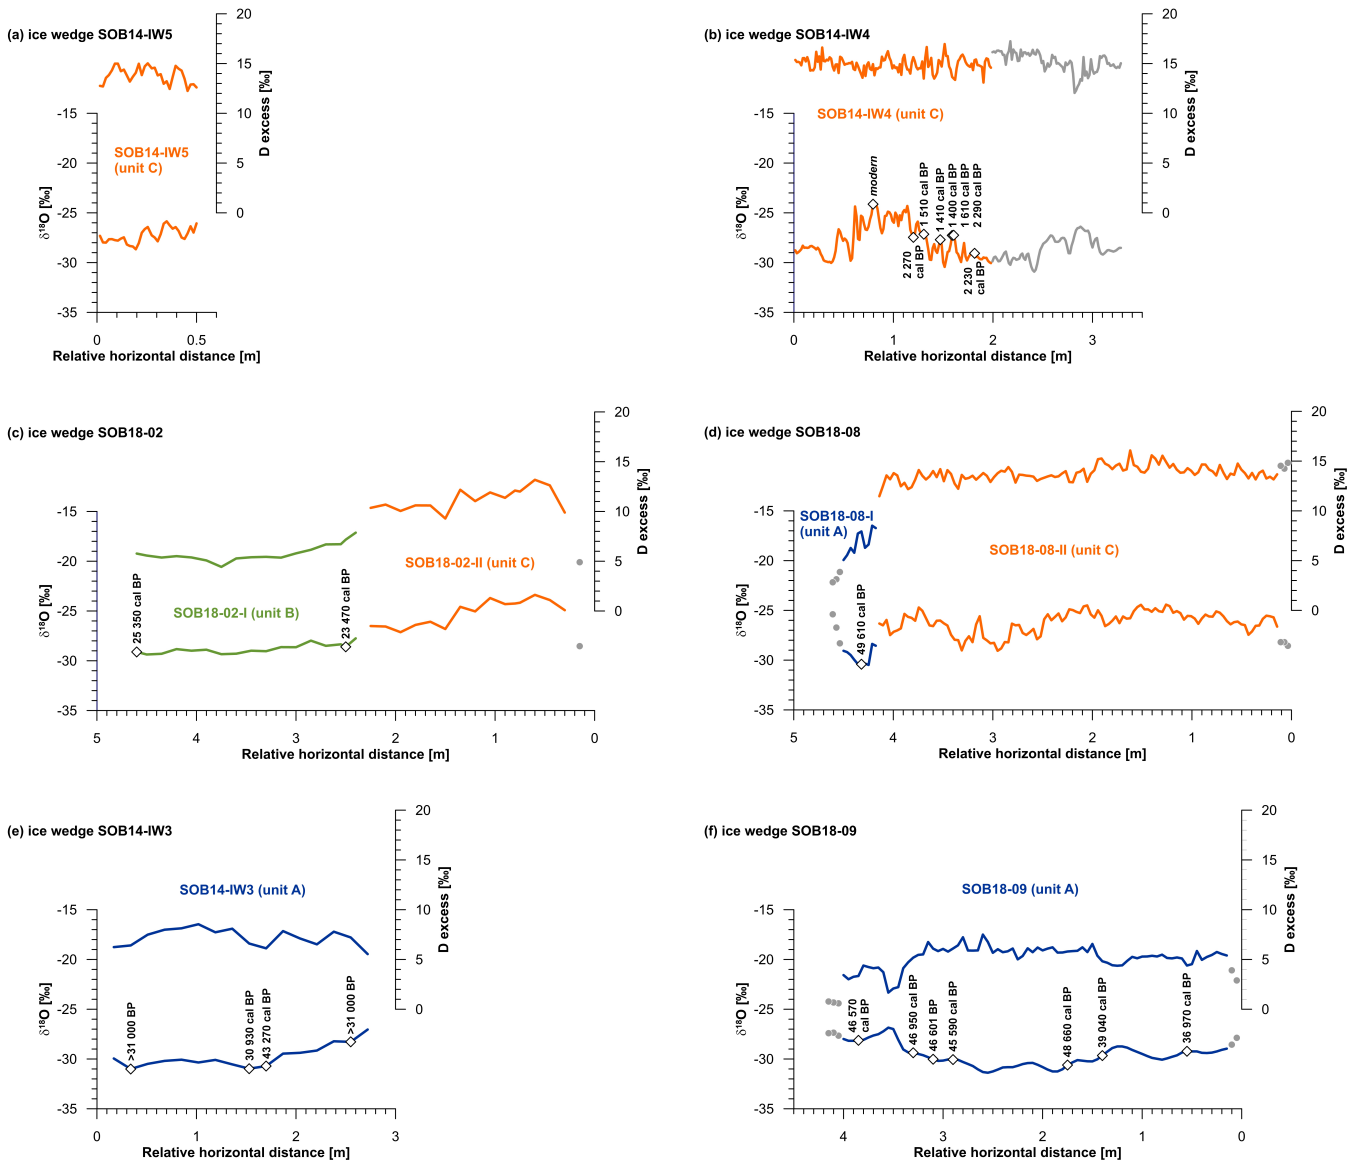 (a) ice wedge SOB14-IW5
20
15
10
5
0
D excess [‰]
-15
-20
-25
-30
-35
δ18O [‰]
SOB14-IW5
(unit C)
0
0.5
Relative horizontal distance [m]
(b) ice wedge SOB14-IW4
20
15
10
5
0
D excess [‰]
-15
-20
-25
-30
-35
δ18O [‰]
SOB14-IW4 (unit C)
modern
2 270
cal BP
1 510 cal BP
1 410 cal BP
1 400 cal BP
1 610 cal BP
2 290 cal BP
2 230
cal BP
0
1
2
3
Relative horizontal distance [m]
(c) ice wedge SOB18-02
20
15
10
5
0
D excess [‰]
-15
-20
-25
-30
-35
δ18O [‰]
SOB18-02-I (unit B)
SOB18-02-II (unit C)
25 350 cal BP
23 470 cal BP
5
4
3
2
1
0
Relative horizontal distance [m]
(d) ice wedge SOB18-08
20
15
10
5
0
D excess [‰]
-15
-20
-25
-30
-35
δ18O [‰]
SOB18-08-I
(unit A)
SOB18-08-II (unit C)
49 610 cal BP
5
4
3
2
1
0
Relative horizontal distance [m]
(e) ice wedge SOB14-IW3
20
15
10
5
0
D excess [‰]
-15
-20
-25
-30
-35
δ18O [‰]
SOB14-IW3 (unit A)
>31 000 BP
30 930 cal BP
43 270 cal BP
>31 000 BP
0
1
2
3
Relative horizontal distance [m]
(f) ice wedge SOB18-09
20
15
10
5
0
D excess [‰]
-15
-20
-25
-30
-35
δ18O [‰]
SOB18-09 (unit A)
46 570
cal BP
46 950 cal BP
46 601 BP
45 590 cal BP
48 660 cal BP
39 040 cal BP
36 970 cal BP
4
3
2
1
0
Relative horizontal distance [m]